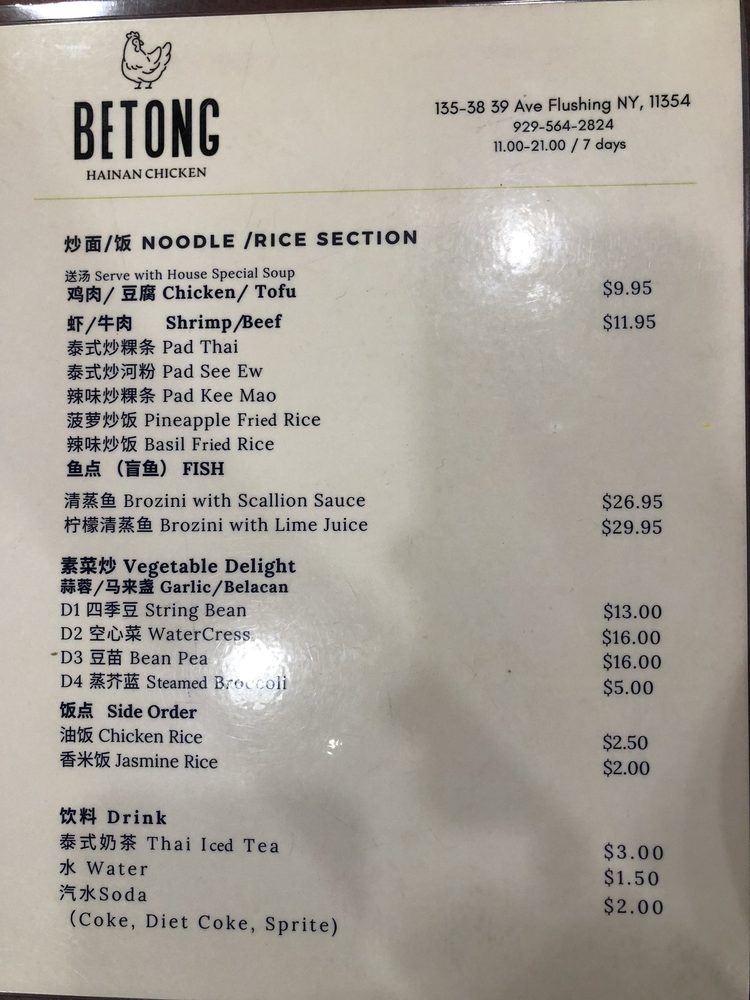 BETONG
HAINAN CHICKEN
135-38 39 Ave Flushing NY, 11354
929-564-2824
11.00-21.00 / 7 days
炒面/饭 NOODLE /RICE SECTION
送汤 Serve with House Special Soup
鸡肉/ 豆腐 Chicken/ Tofu $9.95
虾/牛肉 Shrimp/Beef $11.95
泰式炒粿条 Pad Thai
泰式炒河粉 Pad See Ew
辣味炒粿条 Pad Kee Mao
菠萝炒饭 Pineapple Fried Rice
辣味炒饭 Basil Fried Rice
鱼点 （盲鱼） FISH
清蒸鱼 Brozini with Scallion Sauce $26.95
柠檬清蒸鱼 Brozini with Lime Juice $29.95
素菜炒 Vegetable Delight
蒜蓉/马来盏 Garlic/Belacan
D1 四季豆 String Bean $13.00
D2 空心菜 WaterCress $16.00
D3 豆苗 Bean Pea $16.00
D4 蒸芥蓝 Steamed Broccoli $5.00
饭点 Side Order
油饭 Chicken Rice $2.50
香米饭 Jasmine Rice $2.00
饮料 Drink
泰式奶茶 Thai Iced Tea $3.00
水 Water $1.50
汽水Soda $2.00
(Coke, Diet Coke, Sprite)